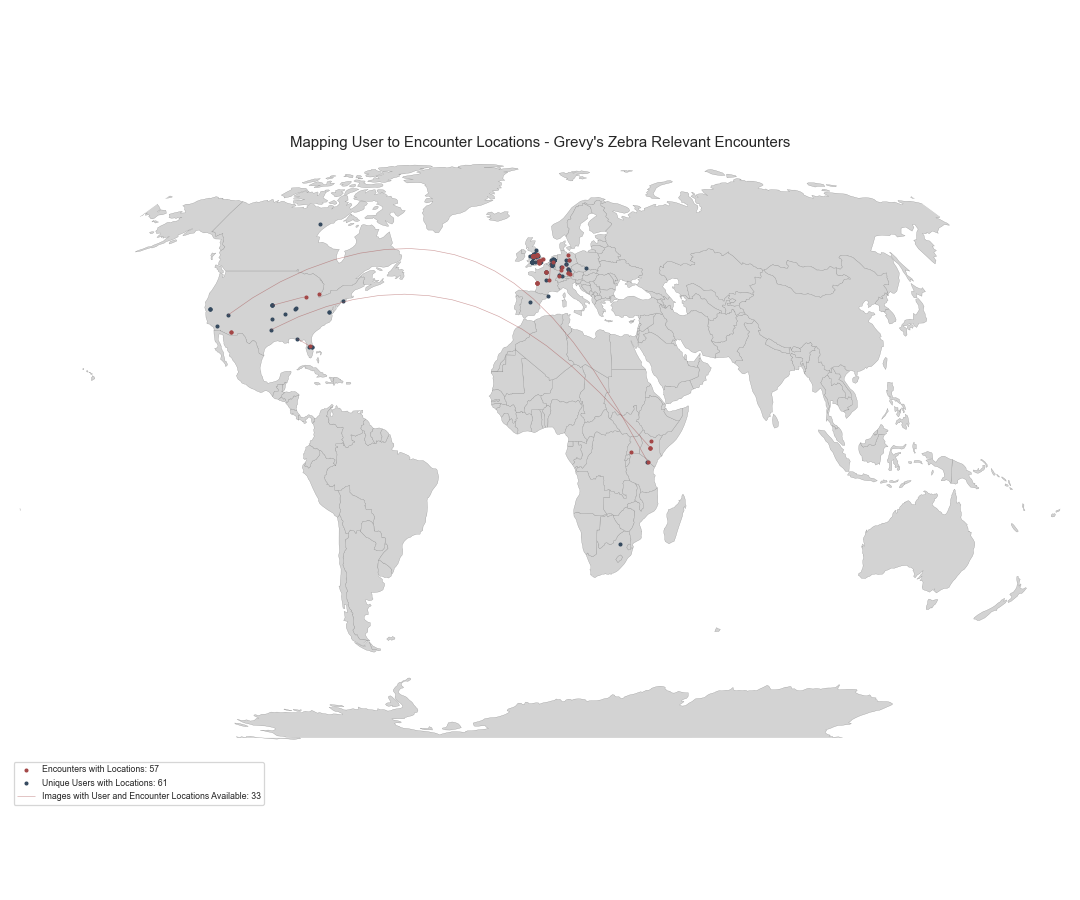 Mapping User to Encounter Locations - Grevy's Zebra Relevant Encounters
Encounters with Locations: 57
Unique Users with Locations: 61
Images with User and Encounter Locations Available: 33